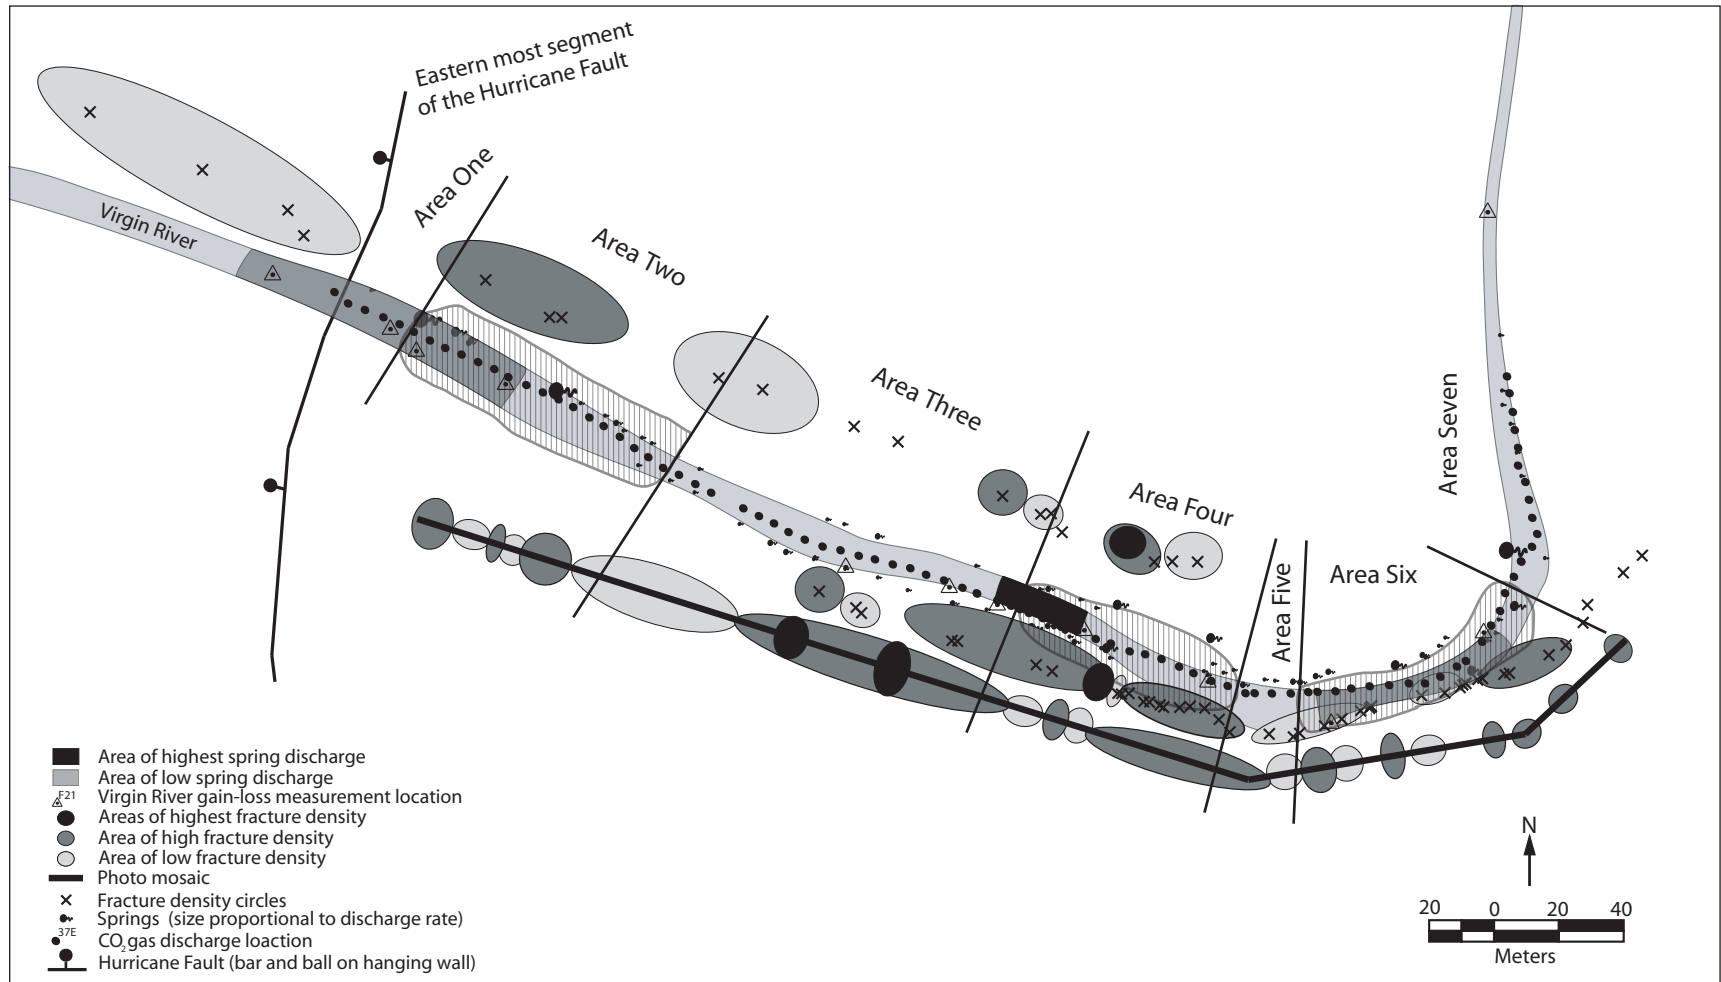 Eastern most segment
of the Hurricane Fault
Area One
Virgin River
Area Two
Area Three
Area Four
Area Five
Area Six
Area Seven
Area of highest spring discharge
Area of low spring discharge
F21
Virgin River gain-loss measurement location
Areas of highest fracture density
Area of high fracture density
Area of low fracture density
Photo mosaic
Fracture density circles
Springs (size proportional to discharge rate)
37E
CO2 gas discharge loaction
Hurricane Fault (bar and ball on hanging wall)
N
20 0 20 40
Meters